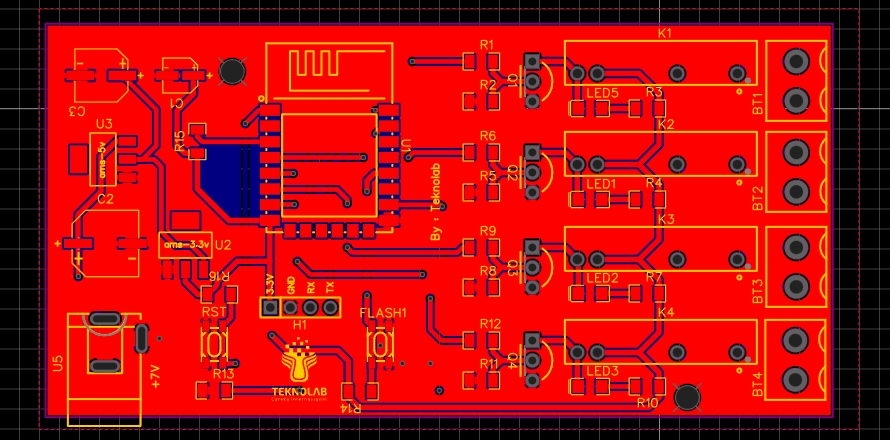 K1
R1
C3
C1
Q1
R2
LED5
R3
BT1
U3
ams-5v
R15
U1
K2
R6
Q2
R5
LED1
R4
BT2
C2
By : Teknolab
K3
ams-3.3v
U2
R9
Q3
R8
LED2
R7
BT3
R16
3.3V
GND
RX
TX
RST
H1
FLASH1
K4
R12
Q4
R11
LED3
R10
BT4
U5
+7V
R13
TEKNOLAB
R14